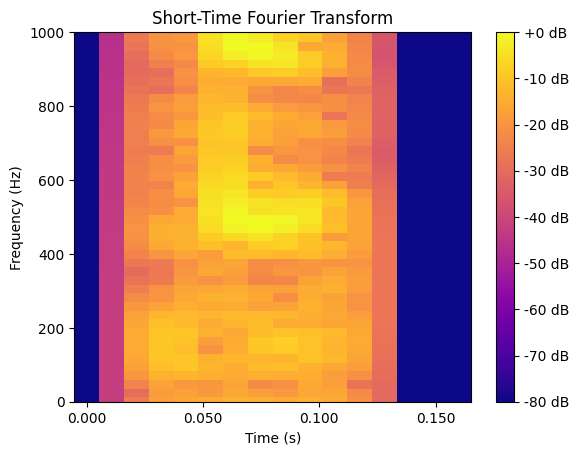 Short-Time Fourier Transform
Frequency (Hz)
1000
800
600
400
200
0
0.000
0.050
0.100
0.150
Time (s)
+0 dB
-10 dB
-20 dB
-30 dB
-40 dB
-50 dB
-60 dB
-70 dB
-80 dB